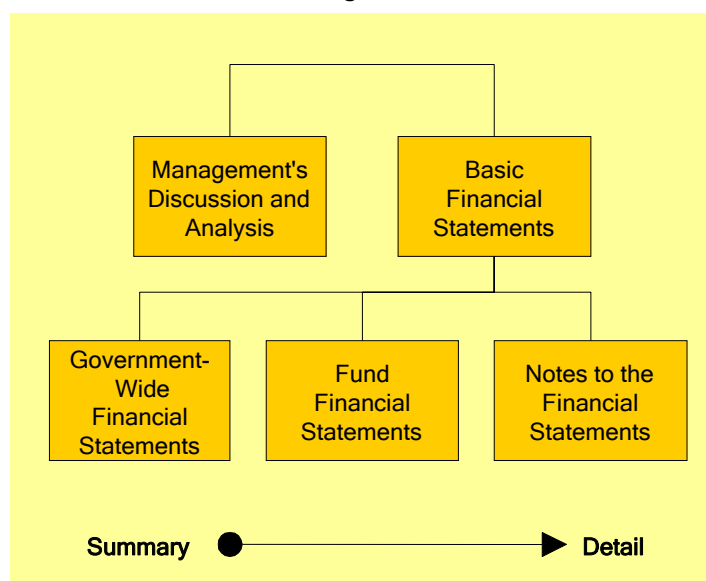 Management's
Discussion and
Analysis
Basic
Financial
Statements
Government-
Wide
Financial
Statements
Fund
Financial
Statements
Notes to the
Financial
Statements
Summary
Detail